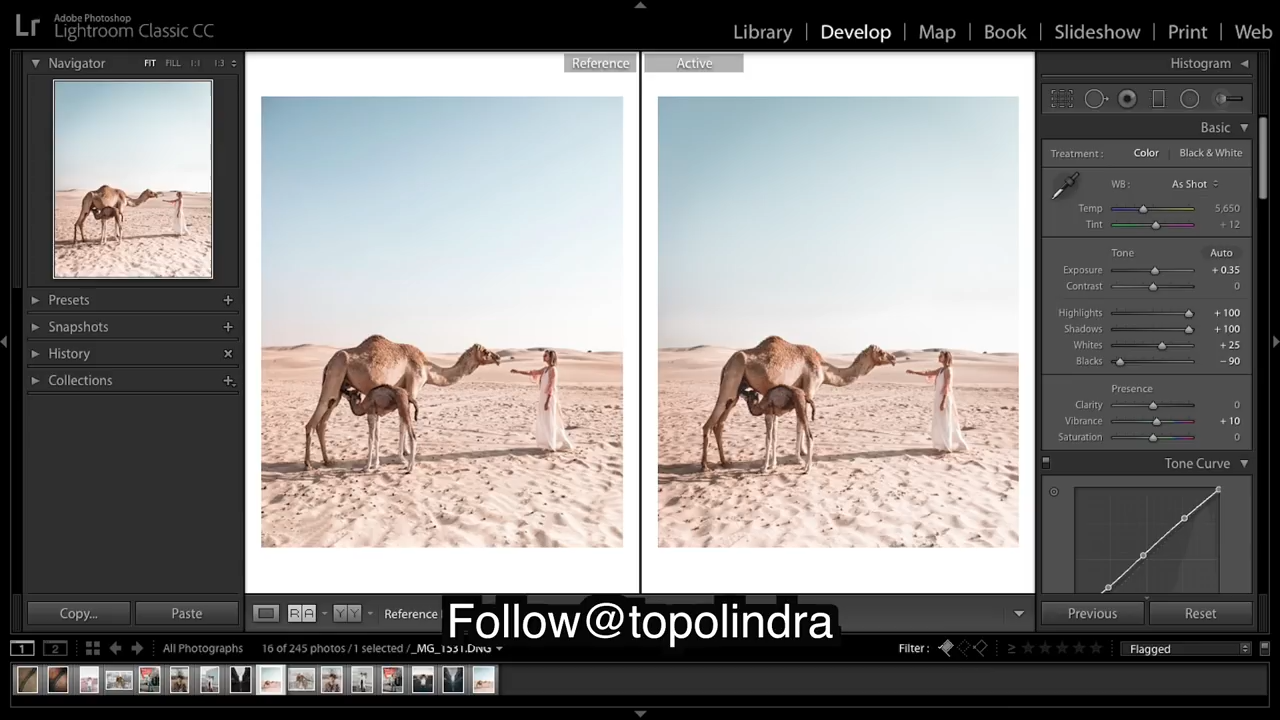 Lr Adobe Photoshop
Lightroom Classic CC
Library | Develop | Map | Book | Slideshow | Print | Web
Navigator FIT FILL 1:1 1:3
Presets
Snapshots
History
Collections
Copy... Paste
Reference Active
Reference
Follow@topolindra
Histogram
Basic
Treatment : Color Black & White
WB : As Shot
Temp 5,650
Tint + 12
Tone Auto
Exposure + 0.35
Contrast 0
Highlights + 100
Shadows + 100
Whites + 25
Blacks − 90
Presence
Clarity 0
Vibrance + 10
Saturation 0
Tone Curve
Previous Reset
1 2 All Photographs 16 of 245 photos / 1 selected / _MG_1531.DNG Filter : Flagged